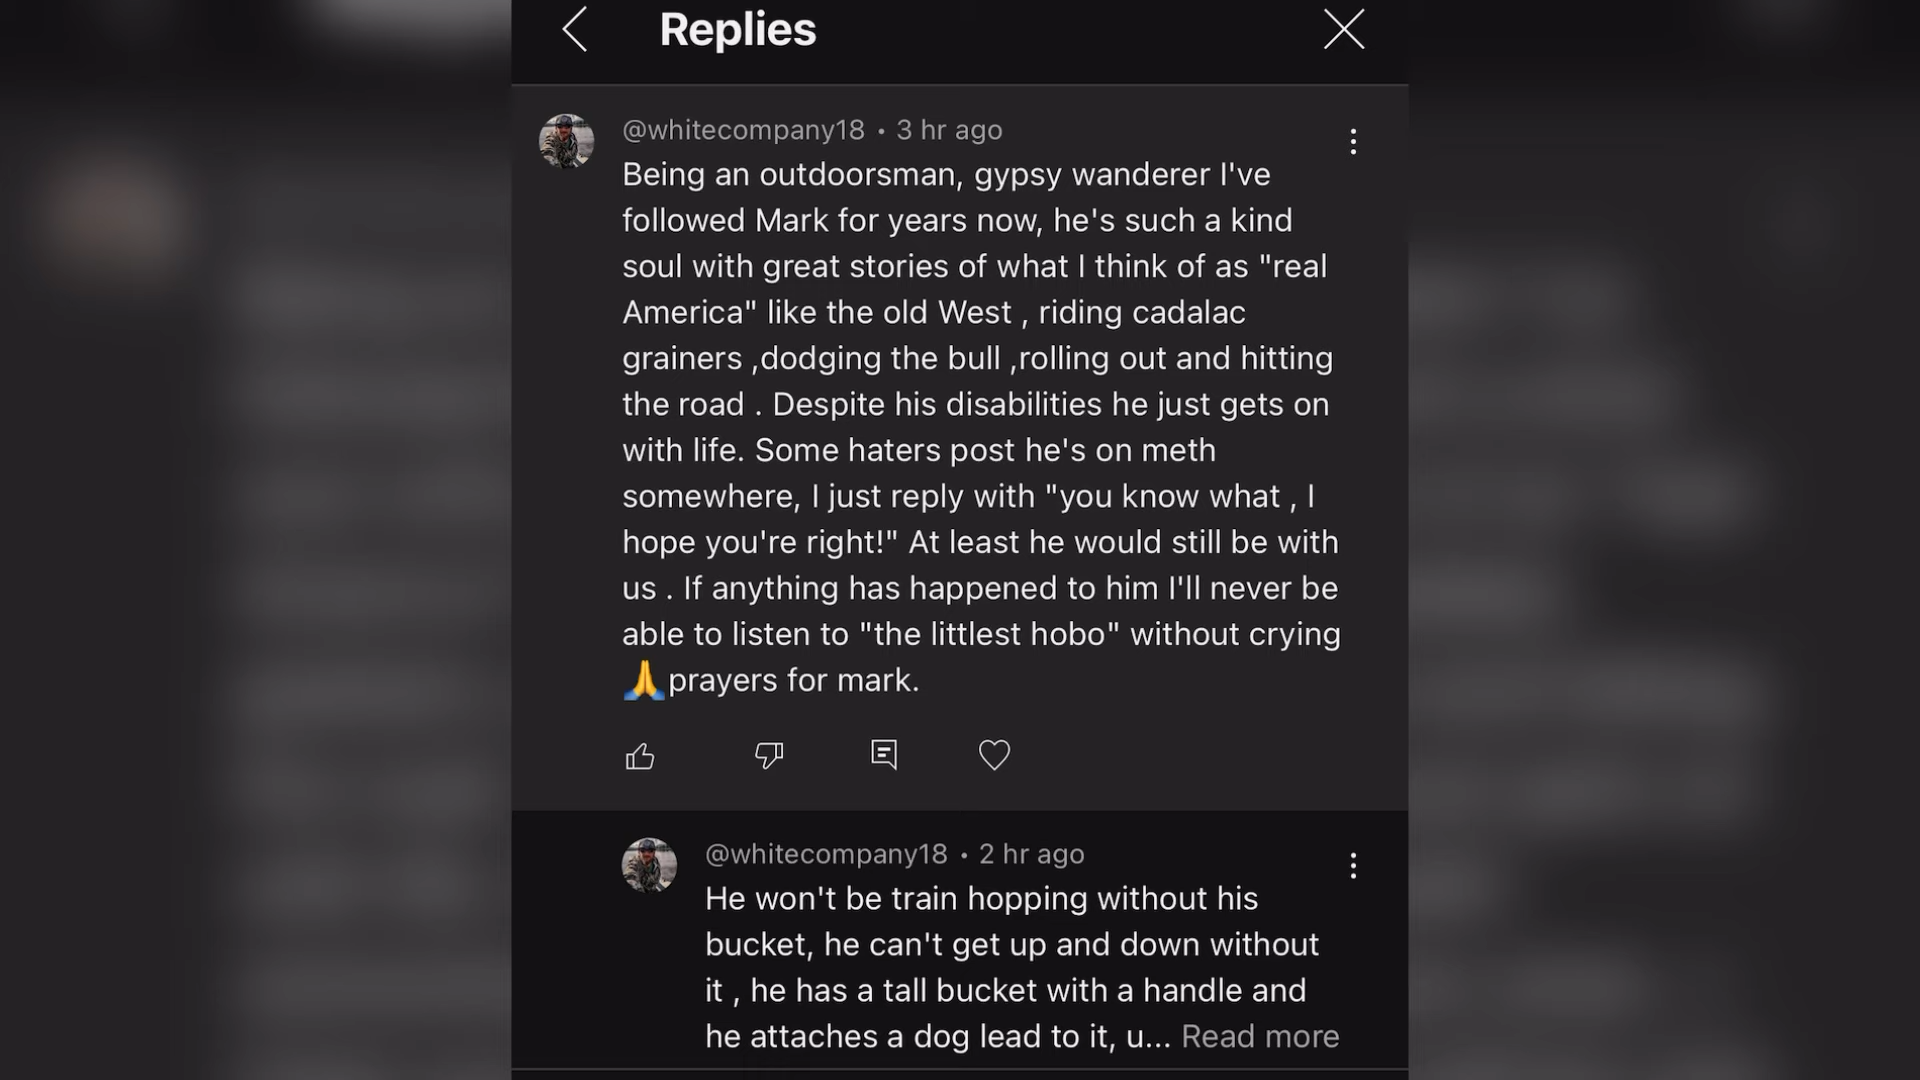 Replies
@whitecompany18 • 3 hr ago
Being an outdoorsman, gypsy wanderer I've
followed Mark for years now, he's such a kind
soul with great stories of what I think of as "real
America" like the old West , riding cadalac
grainers ,dodging the bull ,rolling out and hitting
the road . Despite his disabilities he just gets on
with life. Some haters post he's on meth
somewhere, I just reply with "you know what , I
hope you're right!" At least he would still be with
us . If anything has happened to him I'll never be
able to listen to "the littlest hobo" without crying
🙏prayers for mark.
@whitecompany18 • 2 hr ago
He won't be train hopping without his
bucket, he can't get up and down without
it , he has a tall bucket with a handle and
he attaches a dog lead to it, u... Read more